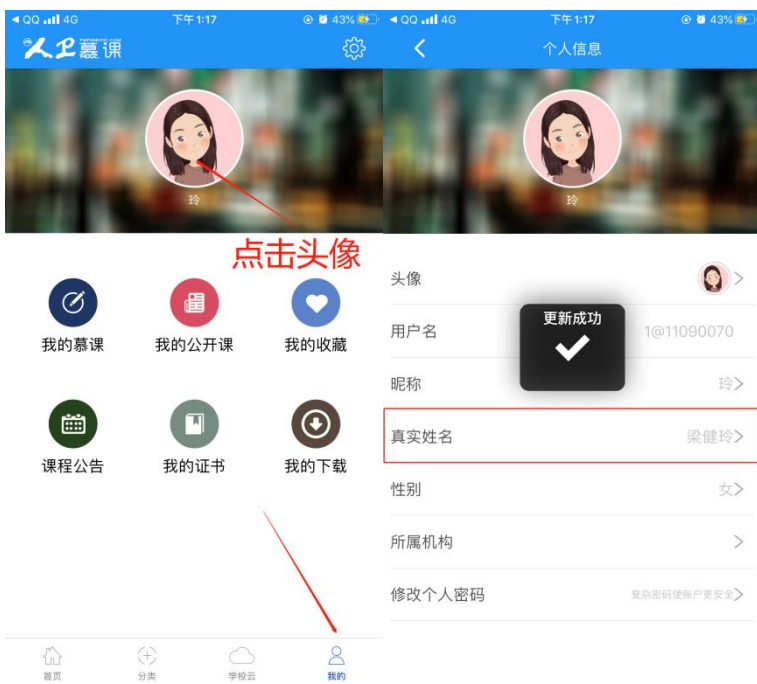 QQ 4G 下午1:17 43%
人卫慕课
玲
点击头像
我的慕课 我的公开课 我的收藏
课程公告 我的证书 我的下载
首页 分类 学校云 我的
QQ 4G 下午1:17 43%
个人信息
玲
头像
更新成功
用户名 1@11090070
昵称 玲
真实姓名 梁健玲
性别 女
所属机构
修改个人密码 复杂密码使账户更安全